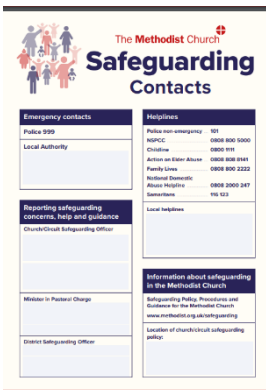 The Methodist Church
Safeguarding
Contacts
Emergency contacts
Police 999
Local Authority
Reporting safeguarding
concerns, help and guidance
Church/Circuit Safeguarding Officer
Minister in Pastoral Charge
District Safeguarding Officer
Helplines
Police non-emergency 101
NSPCC 0808 800 5000
Childline 0800 1111
Action on Elder Abuse 0808 808 8141
Family Lives 0808 800 2222
National Domestic
Abuse Helpline 0808 2000 247
Samaritans 116 123
Local helplines
Information about safeguarding
in the Methodist Church
Safeguarding Policy, Procedures and
Guidance for the Methodist Church
www.methodist.org.uk/safeguarding
Location of church/circuit safeguarding
policy: